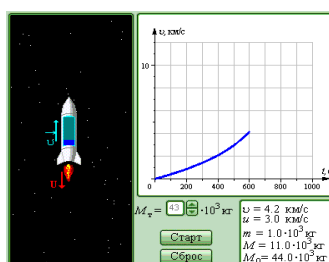 υ, км/с
10
υ
u
0 200 400 600 800 1000
t, c
Mт = 43 ·10³ кг
Старт
Сброс
υ = 4.2 км/с
u = 3.0 км/с
m = 1.0·10³ кг
M = 11.0·10³ кг
M₀= 44.0·10³ кг